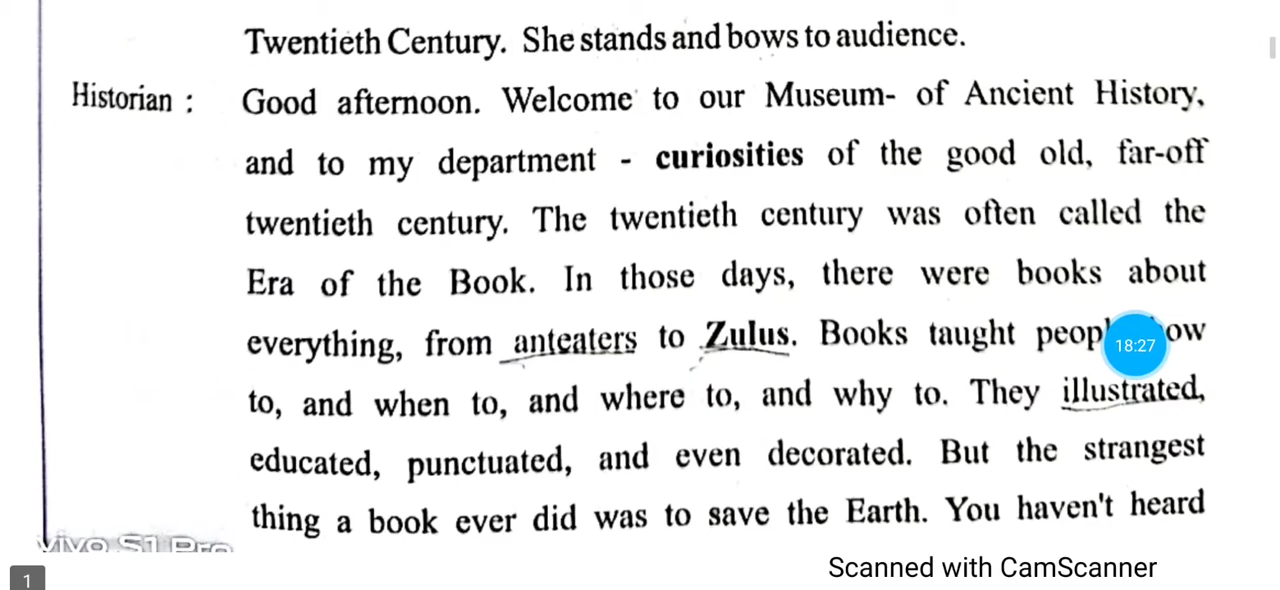 Twentieth Century. She stands and bows to audience.
Historian : Good afternoon. Welcome to our Museum- of Ancient History,
and to my department - curiosities of the good old, far-off
twentieth century. The twentieth century was often called the
Era of the Book. In those days, there were books about
everything, from anteaters to Zulus. Books taught 18:27
to, and when to, and where to, and why to. They illustrated,
educated, punctuated, and even decorated. But the strangest
thing a book ever did was to save the Earth. You haven't heard
vivo S1 Pro
Scanned with CamScanner
1